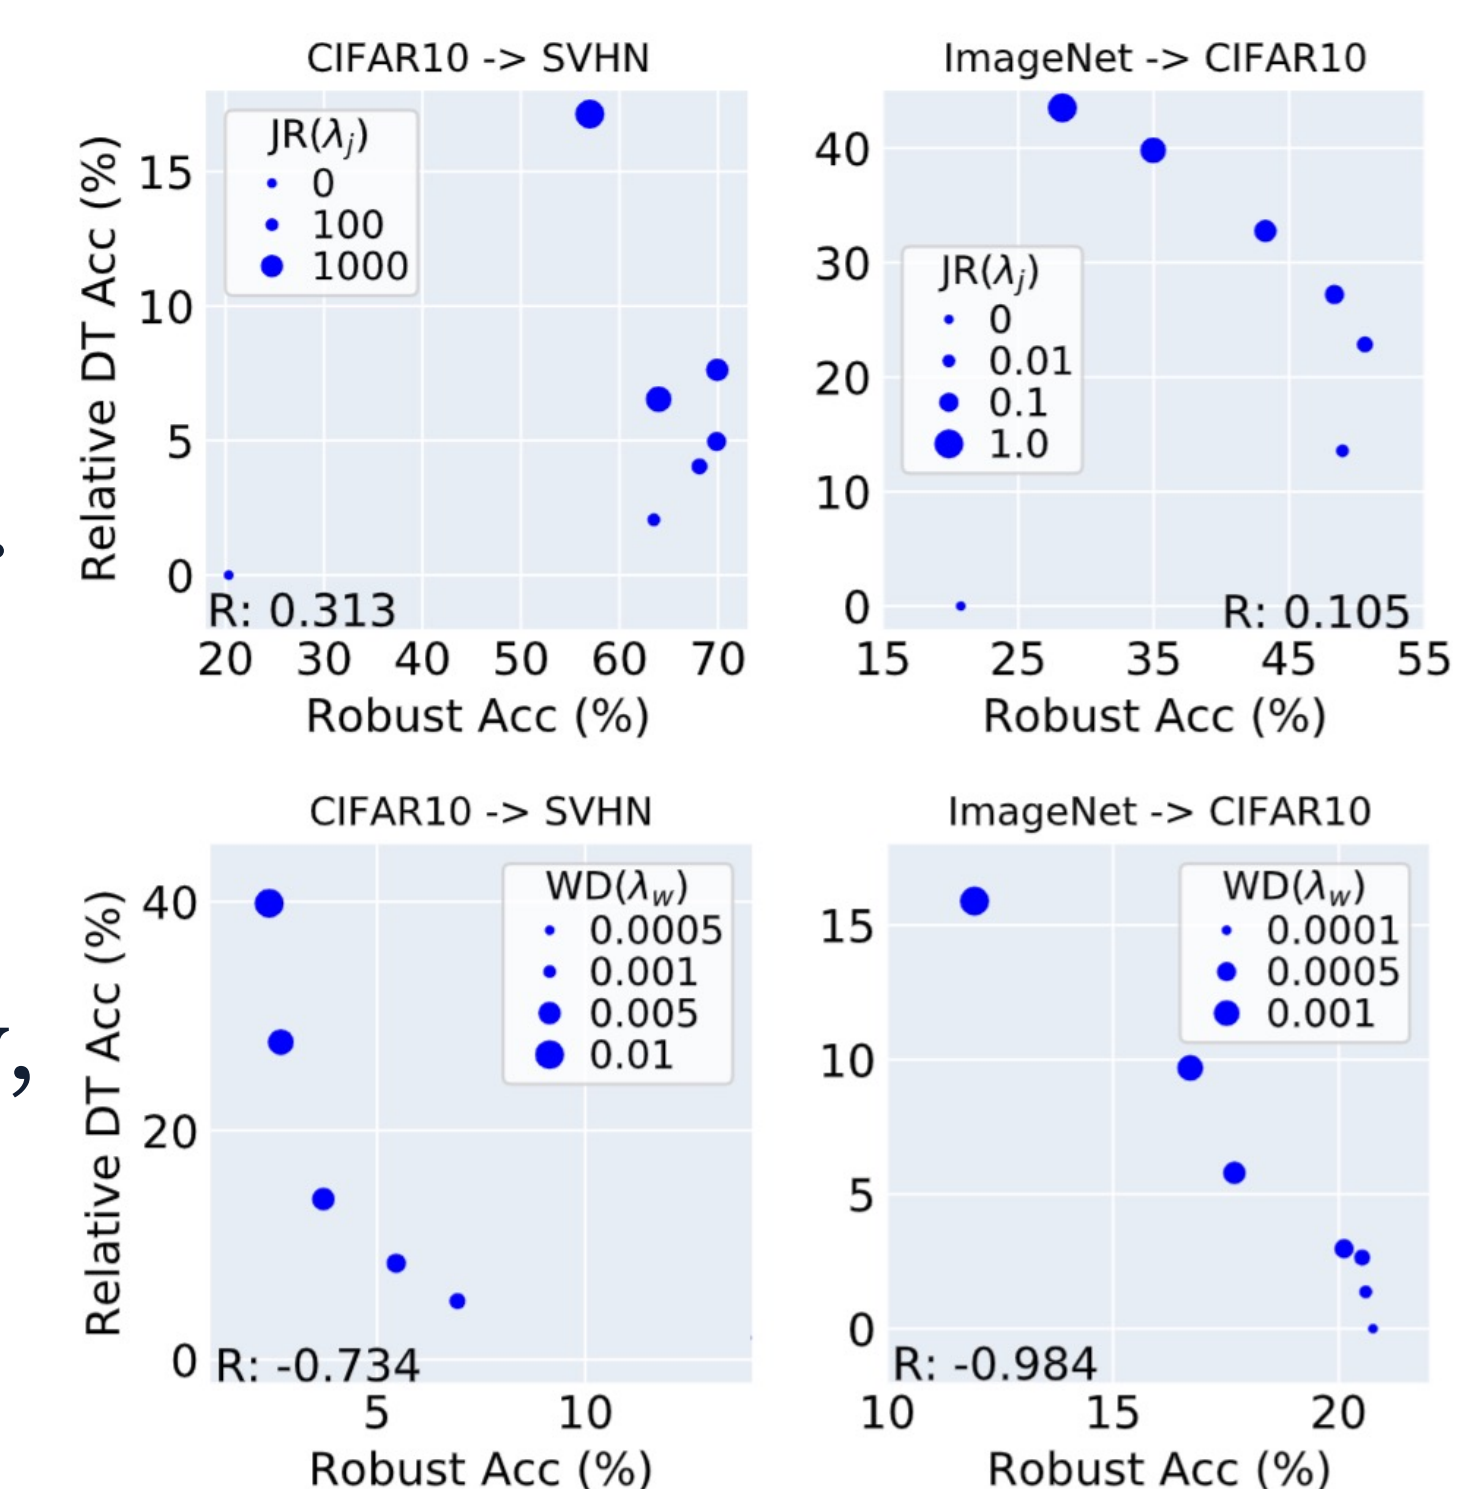 CIFAR10 -> SVHN
Relative DT Acc (%)
15
10
5
0
JR(λj)
0
100
1000
R: 0.313
20 30 40 50 60 70
Robust Acc (%)
ImageNet -> CIFAR10
40
30
20
10
0
JR(λj)
0
0.01
0.1
1.0
R: 0.105
15 25 35 45 55
Robust Acc (%)
CIFAR10 -> SVHN
Relative DT Acc (%)
40
20
0
WD(λw)
0.0005
0.001
0.005
0.01
R: -0.734
5 10
Robust Acc (%)
ImageNet -> CIFAR10
15
10
5
0
WD(λw)
0.0001
0.0005
0.001
R: -0.984
10 15 20
Robust Acc (%)